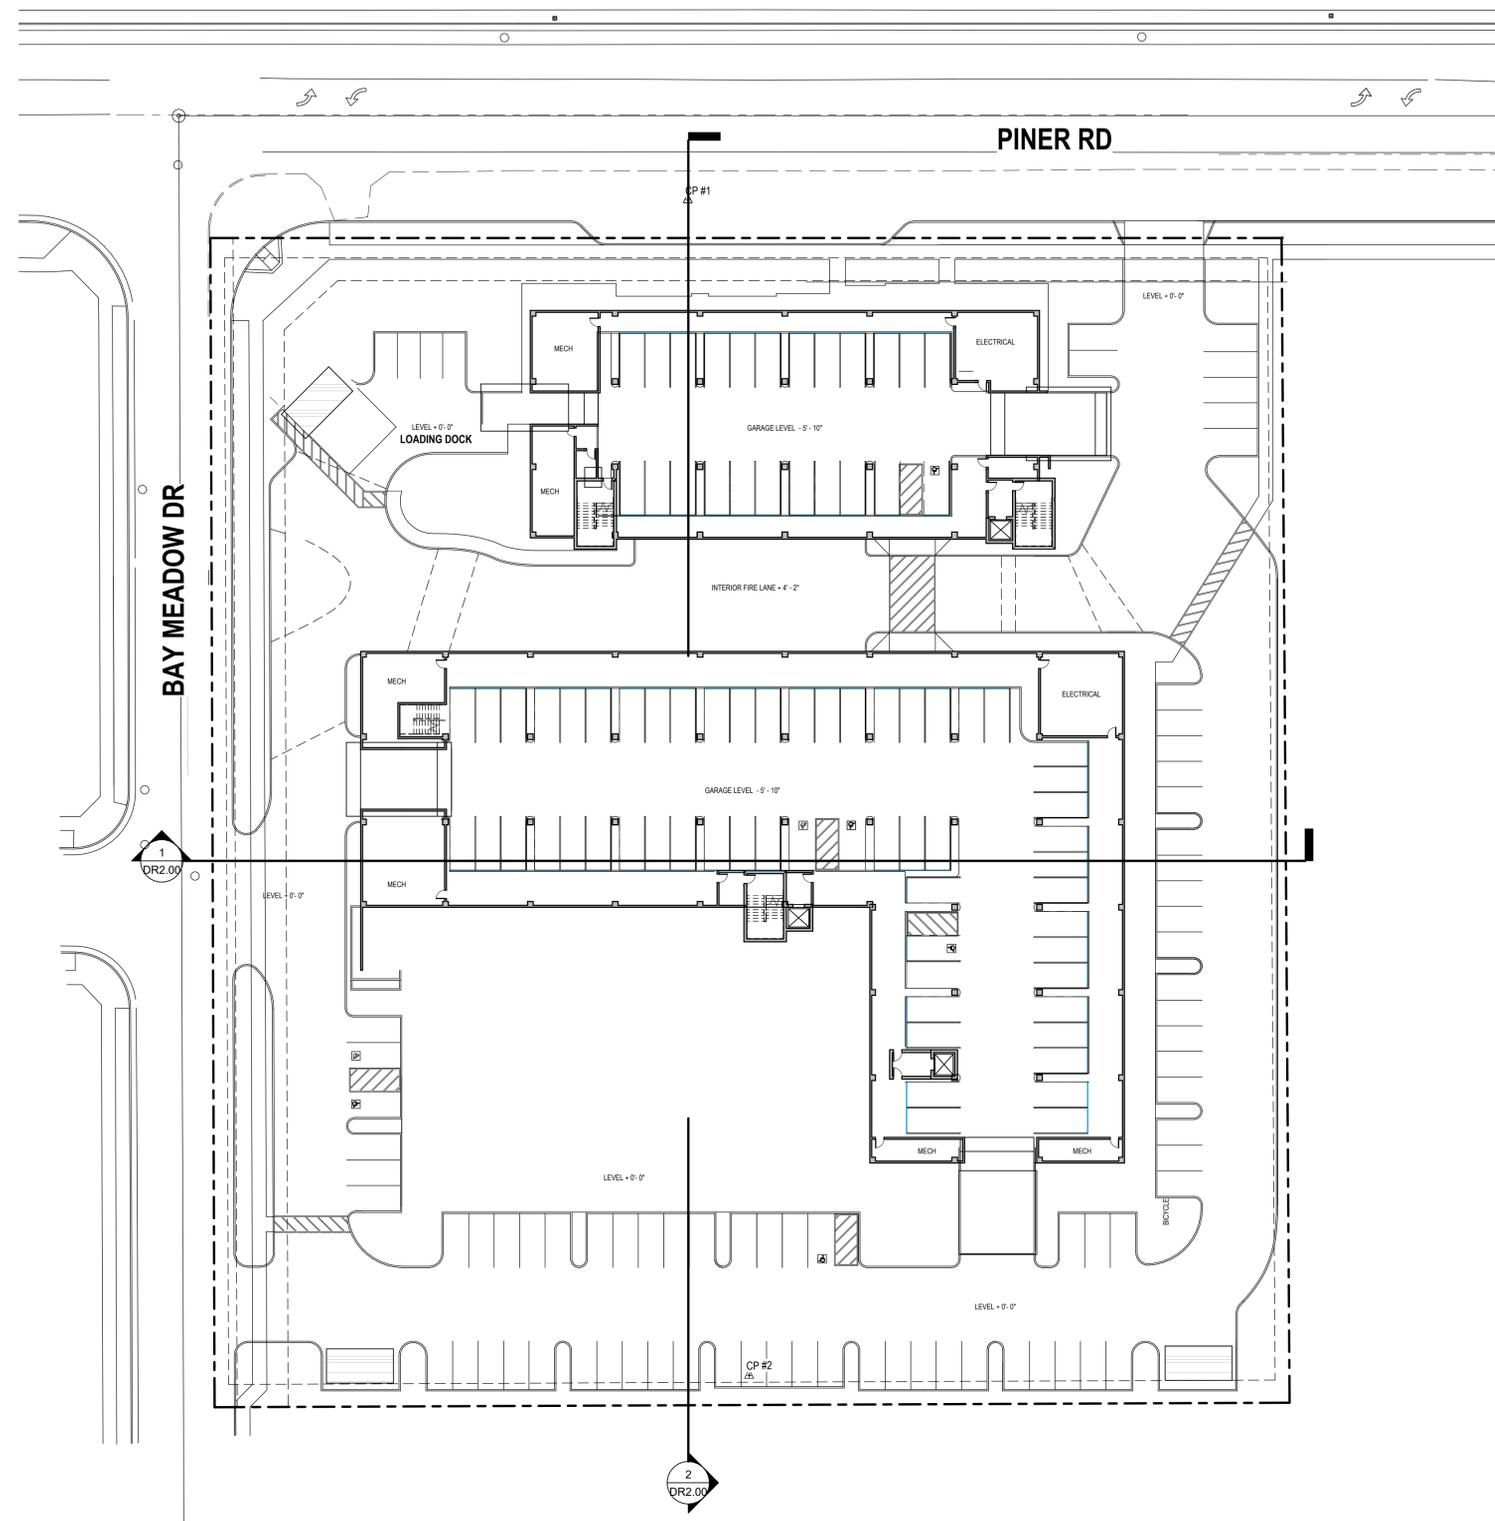 PINER RD
CP #1
LEVEL + 0'- 0"
MECH
ELECTRICAL
LEVEL + 0'- 0"
LOADING DOCK
GARAGE LEVEL - 5' - 10"
MECH
BAY MEADOW DR
INTERIOR FIRE LANE + 4' - 2"
MECH
ELECTRICAL
GARAGE LEVEL - 5' - 10"
1
DR2.00
MECH
LEVEL - 0'- 0"
MECH
MECH
LEVEL + 0'- 0"
BICYCLE
LEVEL + 0'- 0"
CP #2
2
DR2.00